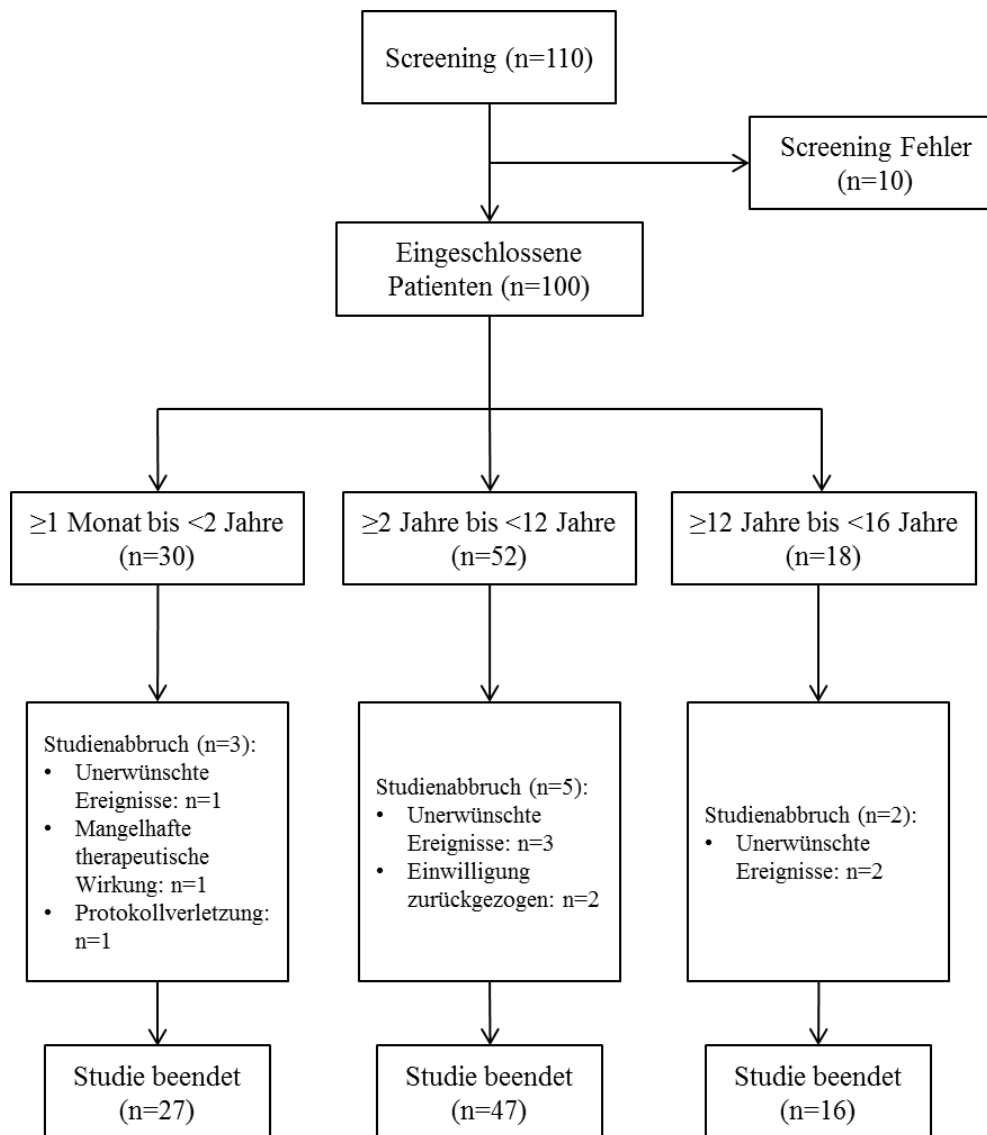 Screening (n=110)
Screening Fehler
(n=10)
Eingeschlossene
Patienten (n=100)
≥1 Monat bis <2 Jahre
(n=30)
≥2 Jahre bis <12 Jahre
(n=52)
≥12 Jahre bis <16 Jahre
(n=18)
Studienabbruch (n=3):
• Unerwünschte
Ereignisse: n=1
• Mangelhafte
therapeutische
Wirkung: n=1
• Protokollverletzung:
n=1
Studienabbruch (n=5):
• Unerwünschte
Ereignisse: n=3
• Einwilligung
zurückgezogen: n=2
Studienabbruch (n=2):
• Unerwünschte
Ereignisse: n=2
Studie beendet
(n=27)
Studie beendet
(n=47)
Studie beendet
(n=16)